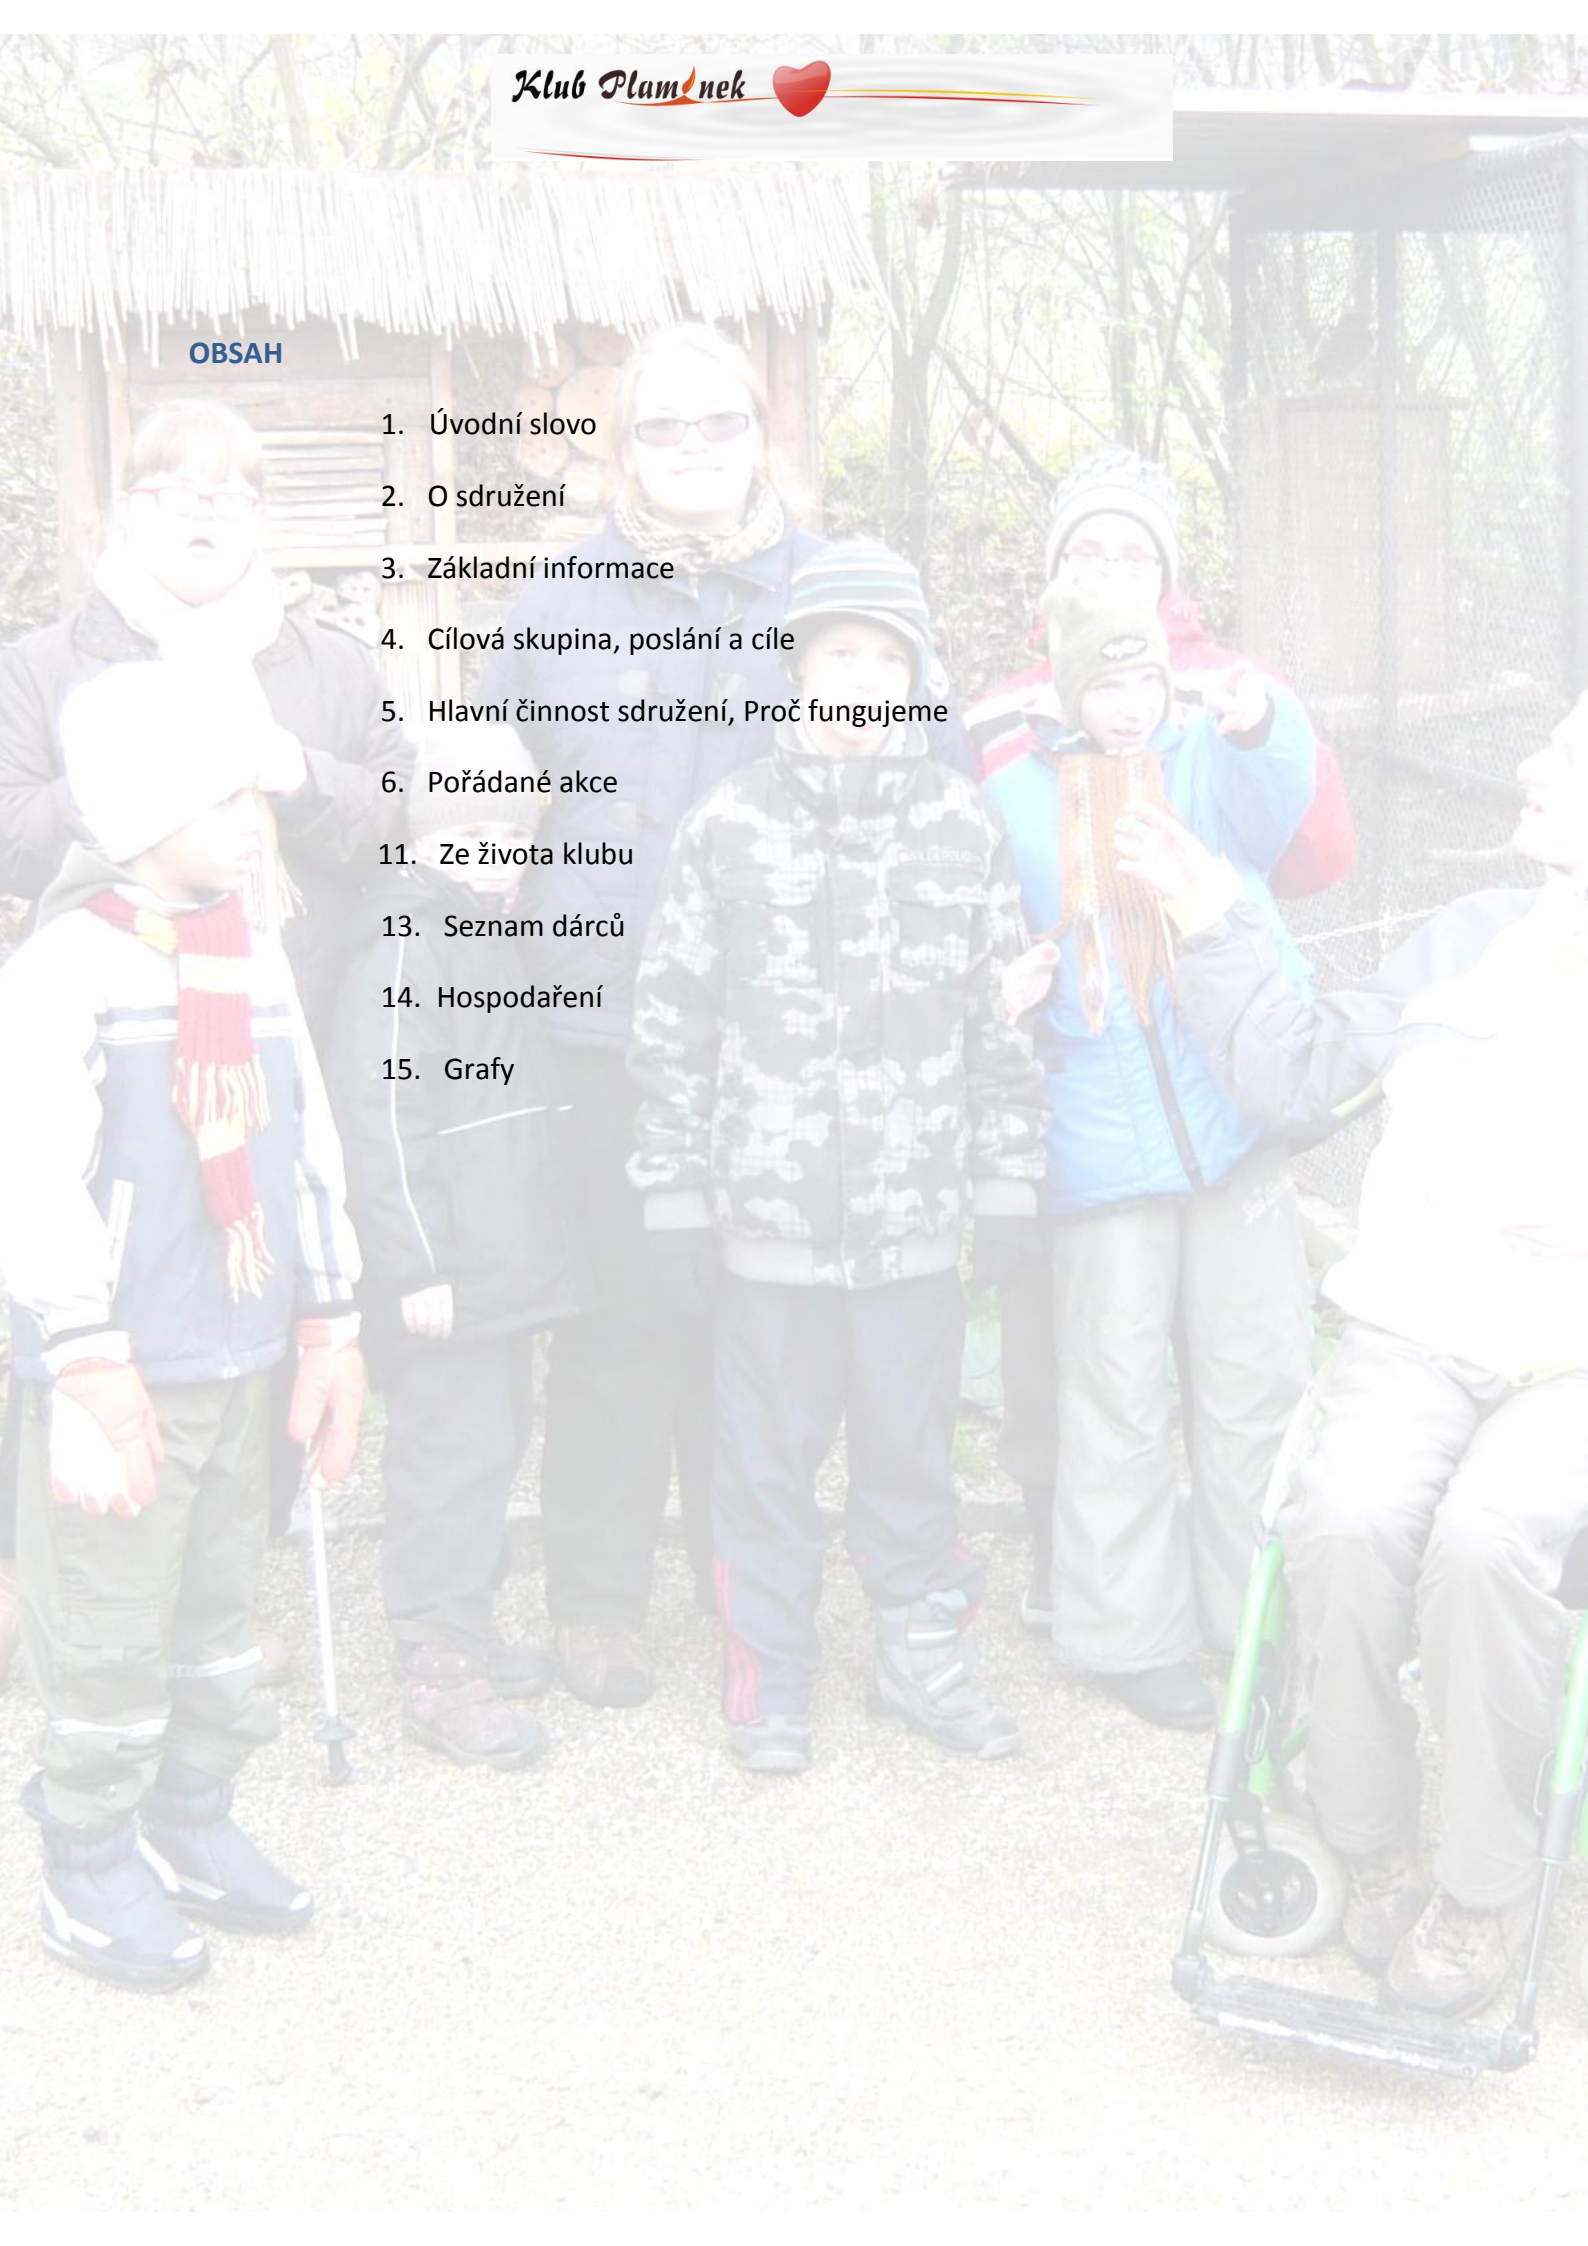 Klub Plamínek
OBSAH
1. Úvodní slovo
2. O sdružení
3. Základní informace
4. Cílová skupina, poslání a cíle
5. Hlavní činnost sdružení, Proč fungujeme
6. Pořádané akce
11. Ze života klubu
13. Seznam dárců
14. Hospodaření
15. Grafy